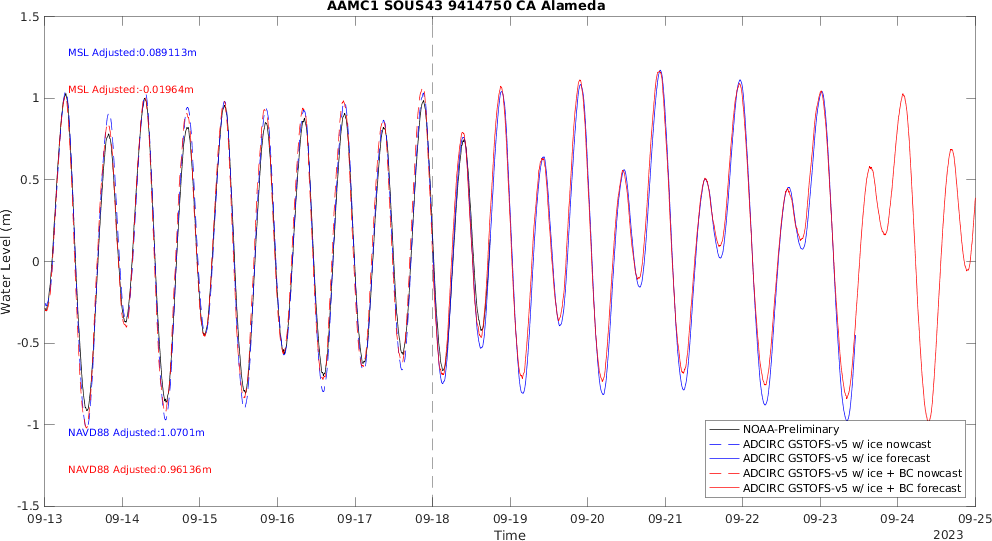 AAMC1 SOUS43 9414750 CA Alameda
1.5
1
0.5
0
-0.5
-1
-1.5
Water Level (m)
MSL Adjusted:0.089113m
MSL Adjusted:-0.01964m
NAVD88 Adjusted:1.0701m
NAVD88 Adjusted:0.96136m
NOAA-Preliminary
ADCIRC GSTOFS-v5 w/ ice nowcast
ADCIRC GSTOFS-v5 w/ ice forecast
ADCIRC GSTOFS-v5 w/ ice + BC nowcast
ADCIRC GSTOFS-v5 w/ ice + BC forecast
09-13 09-14 09-15 09-16 09-17 09-18 09-19 09-20 09-21 09-22 09-23 09-24 09-25
Time
2023